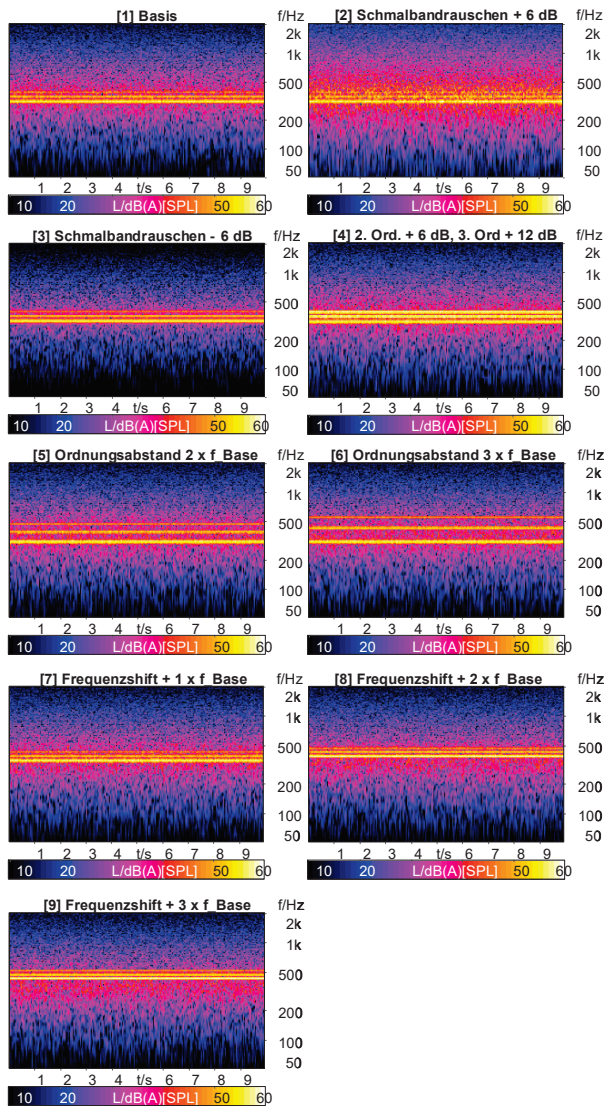 [1] Basis f/Hz
2k
1k
500
200
100
50
1 2 3 4 t/s 6 7 8 9
10 20 L/dB(A)[SPL] 50 60
[2] Schmalbandrauschen + 6 dB f/Hz
2k
1k
500
200
100
50
1 2 3 4 t/s 6 7 8 9
10 20 L/dB(A)[SPL] 50 60
[3] Schmalbandrauschen - 6 dB f/Hz
2k
1k
500
200
100
50
1 2 3 4 t/s 6 7 8 9
10 20 L/dB(A)[SPL] 50 60
[4] 2. Ord. + 6 dB, 3. Ord + 12 dB f/Hz
2k
1k
500
200
100
50
1 2 3 4 t/s 6 7 8 9
10 20 L/dB(A)[SPL] 50 60
[5] Ordnungsabstand 2 x f_Base f/Hz
2k
1k
500
200
100
50
1 2 3 4 t/s 6 7 8 9
10 20 L/dB(A)[SPL] 50 60
[6] Ordnungsabstand 3 x f_Base f/Hz
2k
1k
500
200
100
50
1 2 3 4 t/s 6 7 8 9
10 20 L/dB(A)[SPL] 50 60
[7] Frequenzshift + 1 x f_Base f/Hz
2k
1k
500
200
100
50
1 2 3 4 t/s 6 7 8 9
10 20 L/dB(A)[SPL] 50 60
[8] Frequenzshift + 2 x f_Base f/Hz
2k
1k
500
200
100
50
1 2 3 4 t/s 6 7 8 9
10 20 L/dB(A)[SPL] 50 60
[9] Frequenzshift + 3 x f_Base f/Hz
2k
1k
500
200
100
50
1 2 3 4 t/s 6 7 8 9
10 20 L/dB(A)[SPL] 50 60